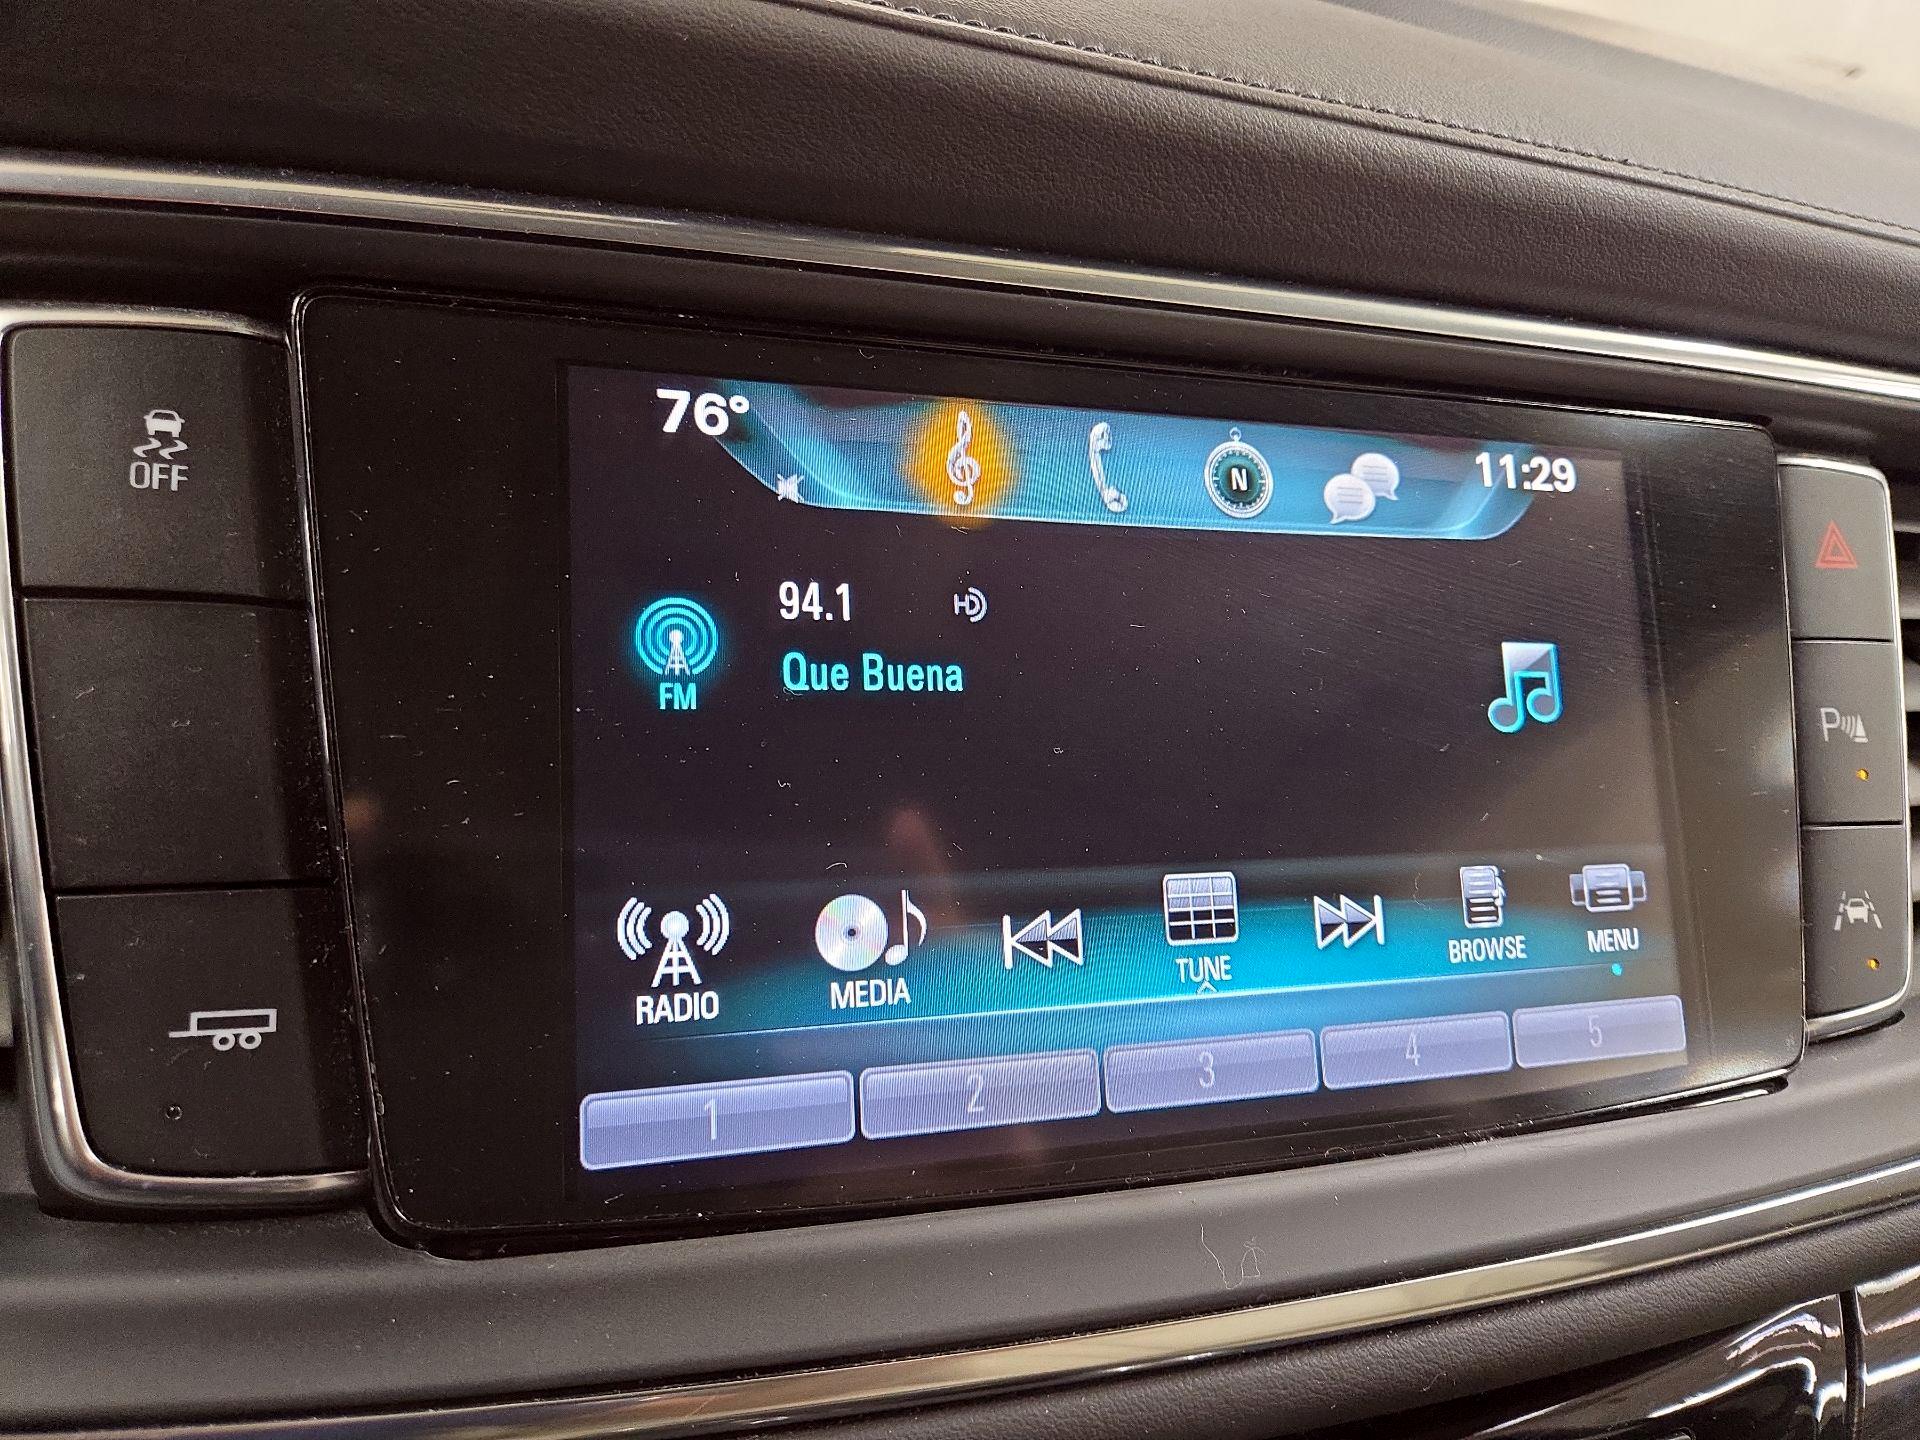 OFF
76°
N
11:29
94.1 HD
Que Buena
FM
P
RADIO
MEDIA
TUNE
BROWSE
MENU
1
2
3
4
5